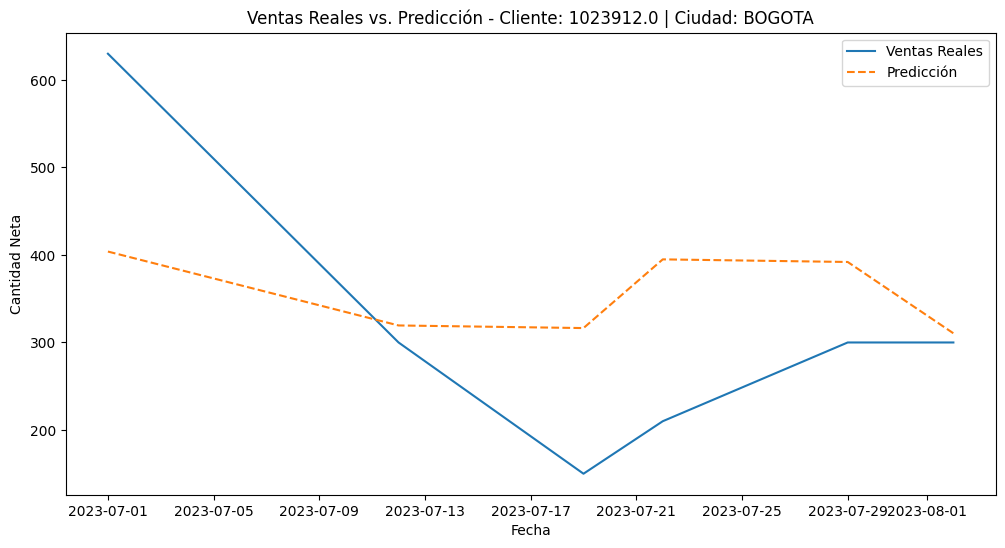 Ventas Reales vs. Predicción - Cliente: 1023912.0 | Ciudad: BOGOTA
Ventas Reales
Predicción
Cantidad Neta
600
500
400
300
200
2023-07-01 2023-07-05 2023-07-09 2023-07-13 2023-07-17 2023-07-21 2023-07-25 2023-07-29 2023-08-01
Fecha